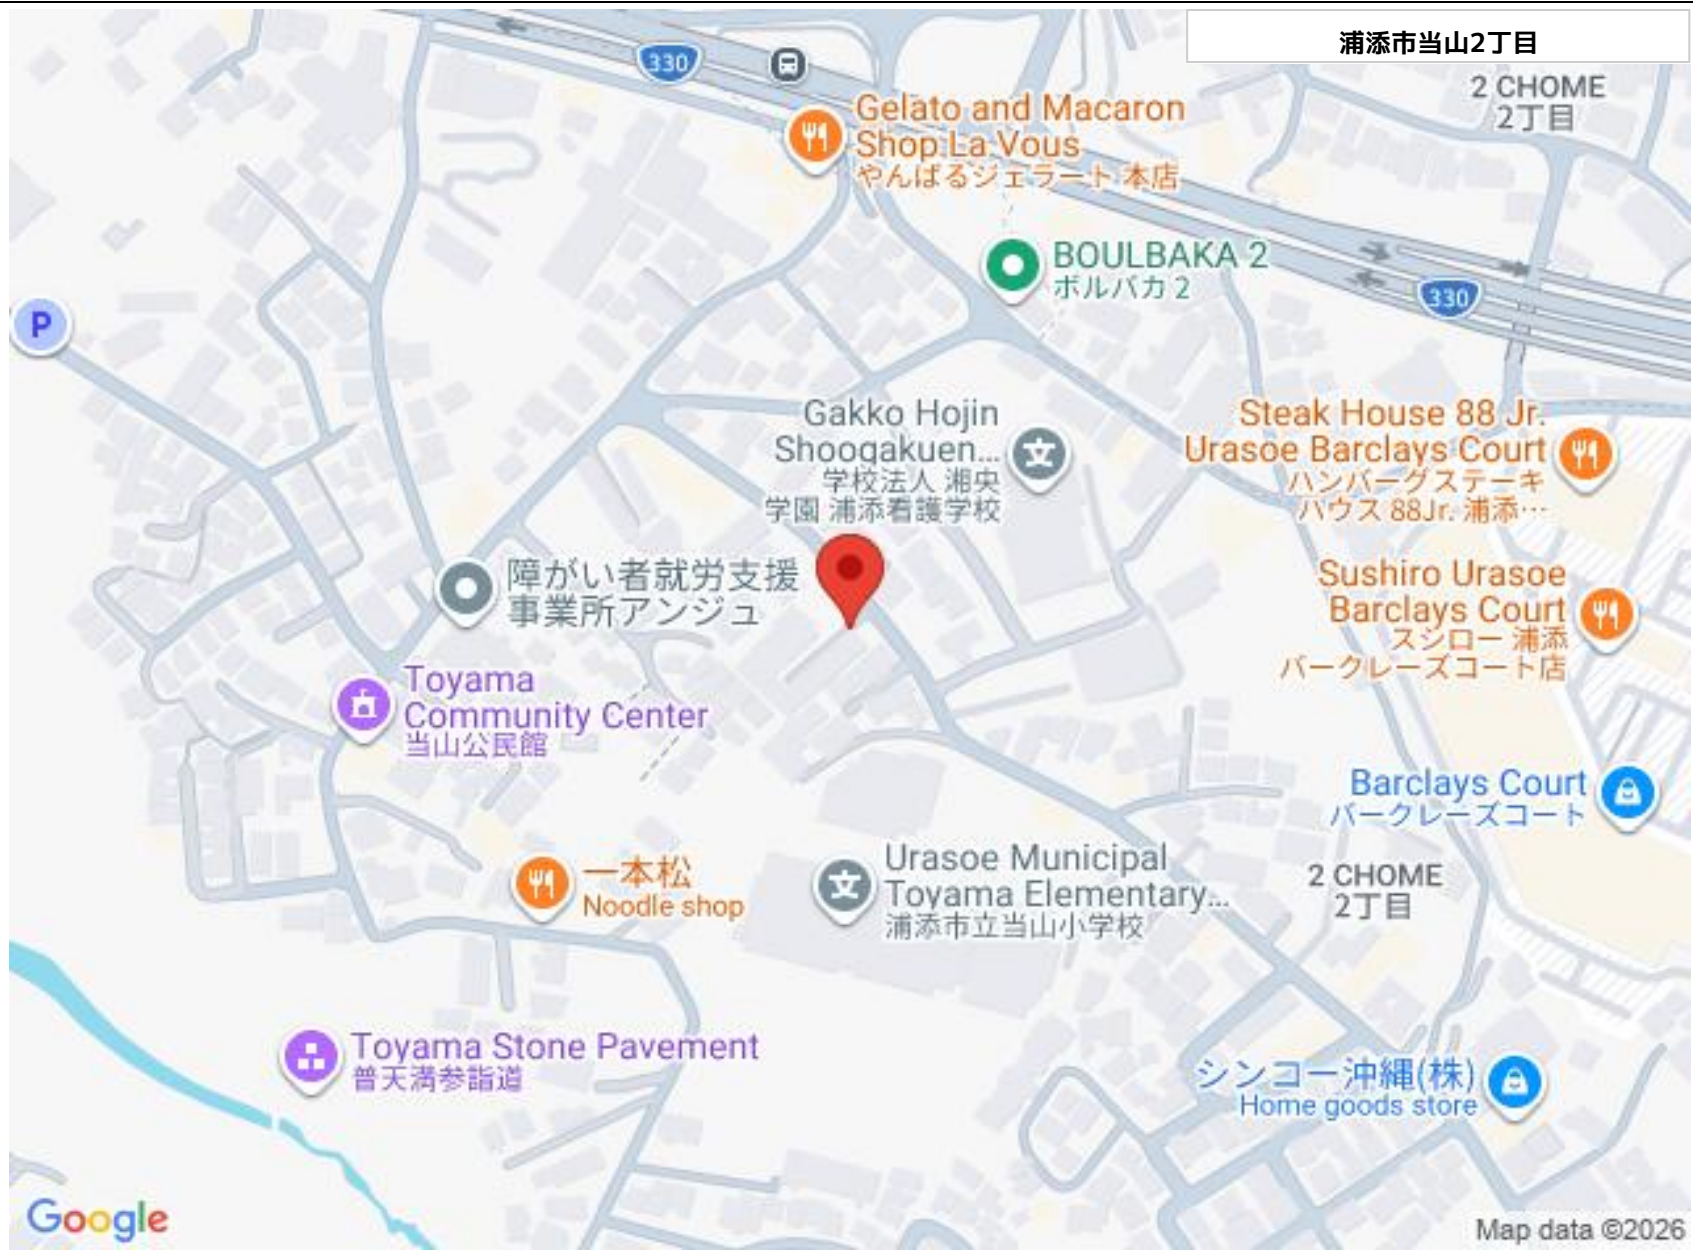 浦添市当山2丁目
330
2 CHOME
2丁目
Gelato and Macaron
Shop La Vous
やんばるジェラート 本店
BOULBAKA 2
ボルバカ 2
330
P
Gakko Hojin
Shoogakuen...
学校法人 湘央
学園 浦添看護学校
Steak House 88 Jr.
Urasoe Barclays Court
ハンバーグステーキ
ハウス 88Jr. 浦添…
障がい者就労支援
事業所アンジュ
Sushiro Urasoe
Barclays Court
スシロー 浦添
バークレーズコート店
Toyama
Community Center
当山公民館
Barclays Court
バークレーズコート
一本松
Noodle shop
Urasoe Municipal
Toyama Elementary...
浦添市立当山小学校
2 CHOME
2丁目
Toyama Stone Pavement
普天満参詣道
シンコー沖縄(株)
Home goods store
Google
Map data ©2026